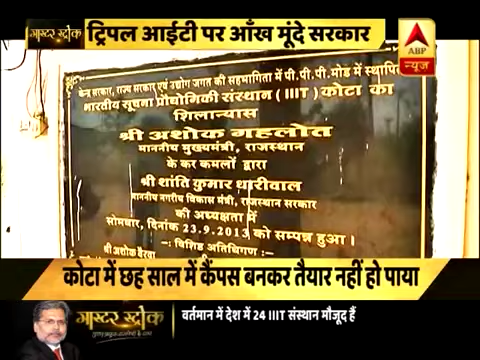 मास्टर स्ट्रोक
ट्रिपल आईटी पर आँख मूंदे सरकार
abp
न्यूज़
केन्द्र सरकार, राज्य सरकार एवं उद्योग जगत की सहभागिता में पी.पी.पी.मोड में स्थापित
भारतीय सूचना प्रौद्योगिकी संस्थान (IIIT) कोटा का
शिलान्यास
श्री अशोक गहलोत
माननीय मुख्यमंत्री, राजस्थान
के कर कमलों द्वारा
श्री शांति कुमार धारीवाल
माननीय नगरीय विकास मंत्री, राजस्थान सरकार
की अध्यक्षता में
सोमवार, दिनांक 23.9.2013 को सम्पन्न हुआ।
-: विशिष्ठ अतिथिगण :-
श्री अशोक बैरवा
कोटा में छह साल में कैंपस बनकर तैयार नहीं हो पाया
मास्टर स्ट्रोक
वर्तमान में देश में 24 IIIT संस्थान मौजूद हैं